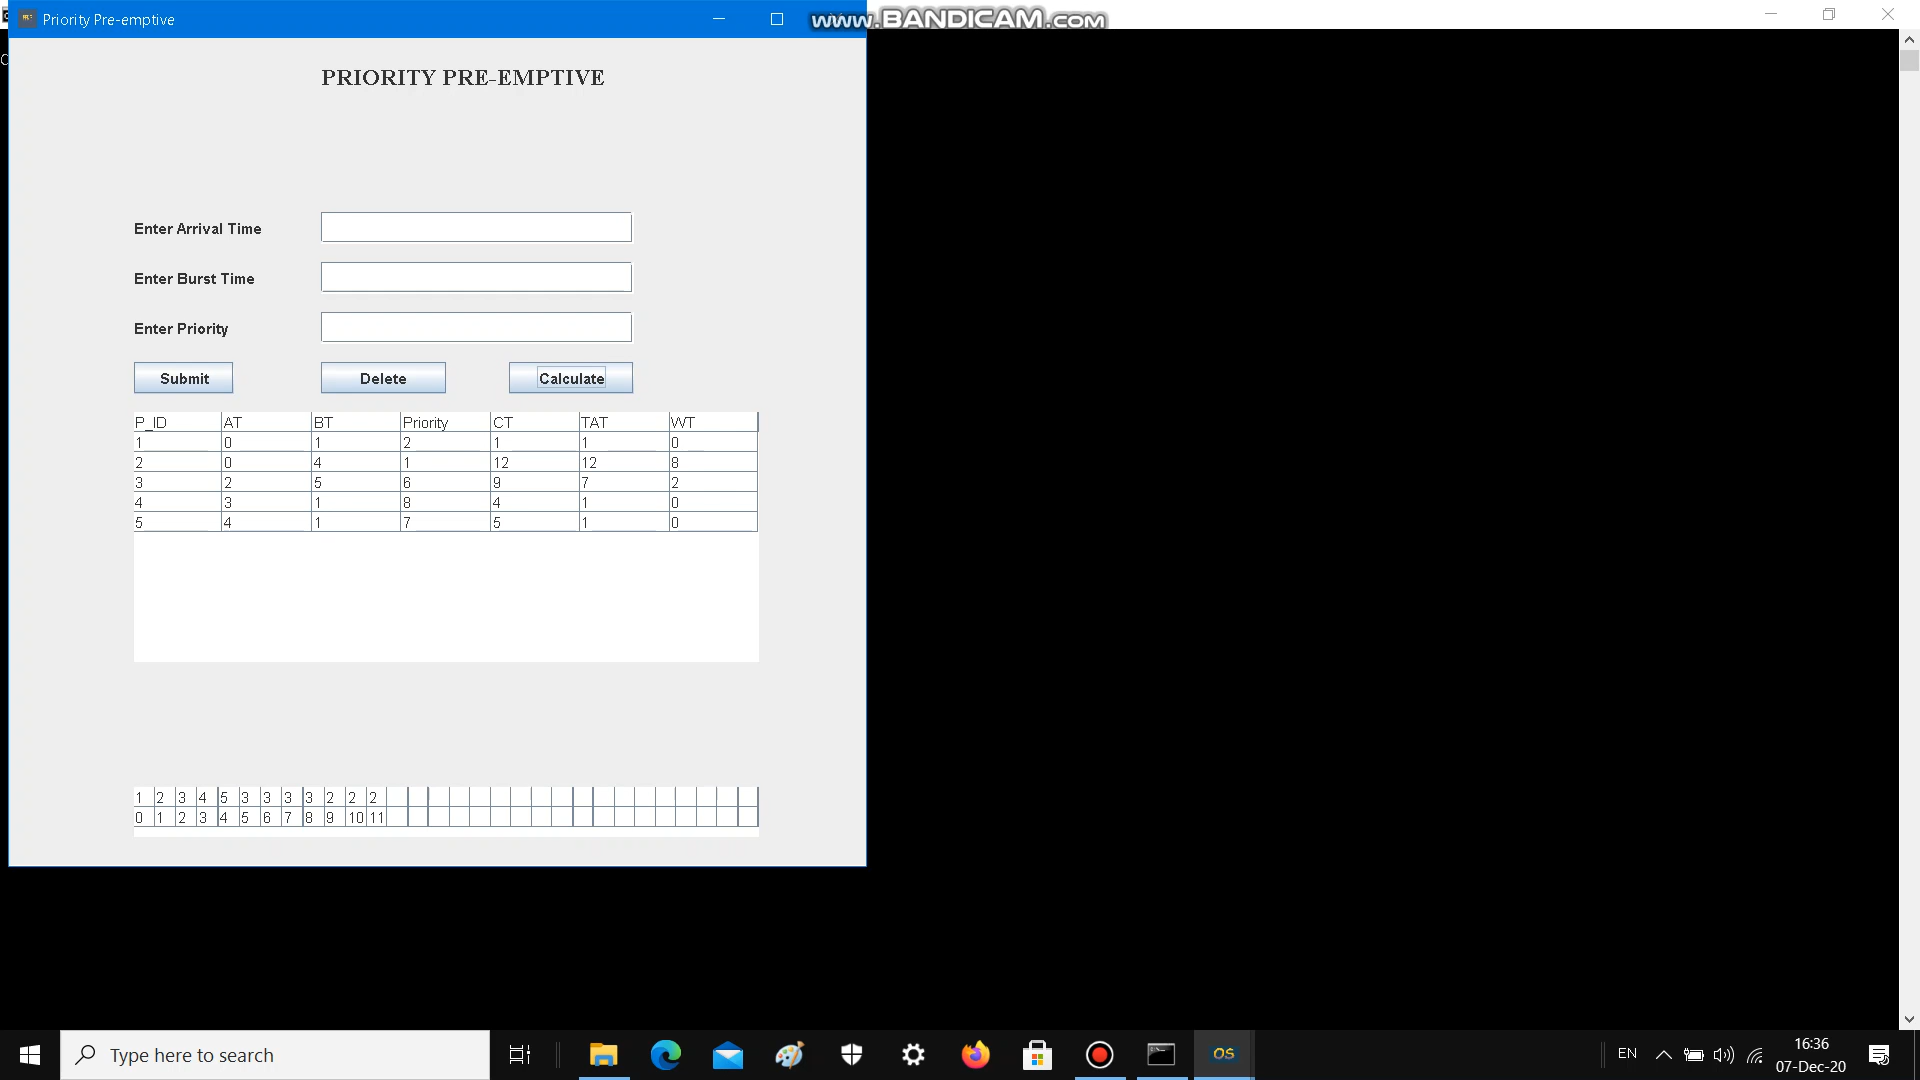 Priority Pre-emptive
www.BANDICAM.com
PRIORITY PRE-EMPTIVE
Enter Arrival Time
Enter Burst Time
Enter Priority
Submit Delete Calculate
P_ID AT BT Priority CT TAT WT
1 0 1 2 1 1 0
2 0 4 1 12 12 8
3 2 5 6 9 7 2
4 3 1 8 4 1 0
5 4 1 7 5 1 0
1 2 3 4 5 3 3 3 3 2 2 2
0 1 2 3 4 5 6 7 8 9 10 11
Type here to search
OS
EN
16:36
07-Dec-20